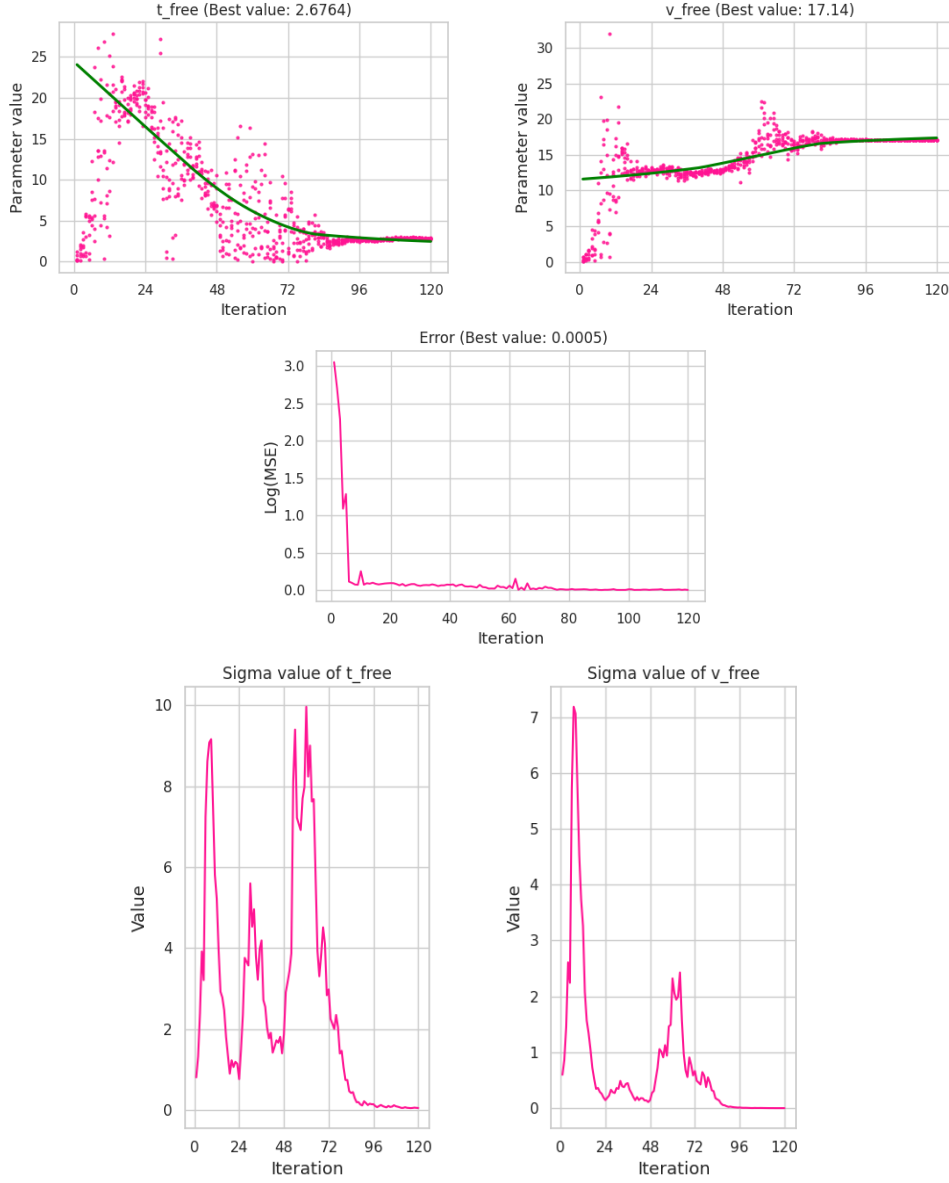 t_free (Best value: 2.6764)
Parameter value
25
20
15
10
5
0
0 24 48 72 96 120
Iteration
v_free (Best value: 17.14)
Parameter value
30
25
20
15
10
5
0
0 24 48 72 96 120
Iteration
Error (Best value: 0.0005)
Log(MSE)
3.0
2.5
2.0
1.5
1.0
0.5
0.0
0 20 40 60 80 100 120
Iteration
Sigma value of t_free
Value
10
8
6
4
2
0
0 24 48 72 96 120
Iteration
Sigma value of v_free
Value
7
6
5
4
3
2
1
0
0 24 48 72 96 120
Iteration